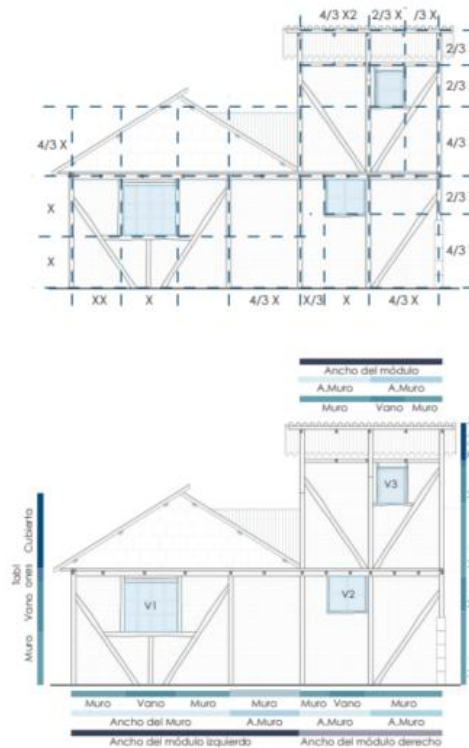 4/3 X2 2/3 X /3 X
2/3
2/3
4/3 X
4/3
2/3
X
X
4/3
XX X 4/3 X X/3 X 4/3 X
Ancho del módulo
A.Muro A.Muro
Muro Vano Muro
V3
Cubierta
Tabi
ones
Vano
Muro
V1
V2
Muro Vano Muro Muro Muro Vano Muro
Ancho del Muro A.Muro A.Muro A.Muro
Ancho del módulo izquierdo Ancho del módulo derecho